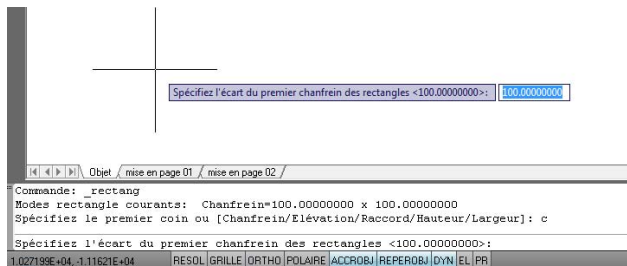 Spécifiez l'écart du premier chanfrein des rectangles <100.00000000>: 100.00000000
Objet mise en page 01 mise en page 02
Commande: _rectang
Modes rectangle courants: Chanfrein=100.00000000 x 100.00000000
Spécifiez le premier coin ou [Chanfrein/Elévation/Raccord/Hauteur/Largeur]: c
Spécifiez l'écart du premier chanfrein des rectangles <100.00000000>:
1.027199E+04, -1.11621E+04 RESOL GRILLE ORTHO POLAIRE ACCROBJ REPEROBJ DYN EL PR